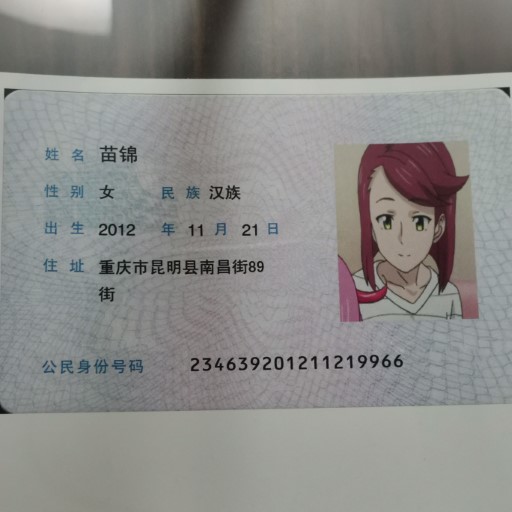 姓名 苗锦
性别 女 民族 汉族
出生 2012 年 11 月 21 日
住址 重庆市昆明县南昌街89
街
公民身份号码 234639201211219966